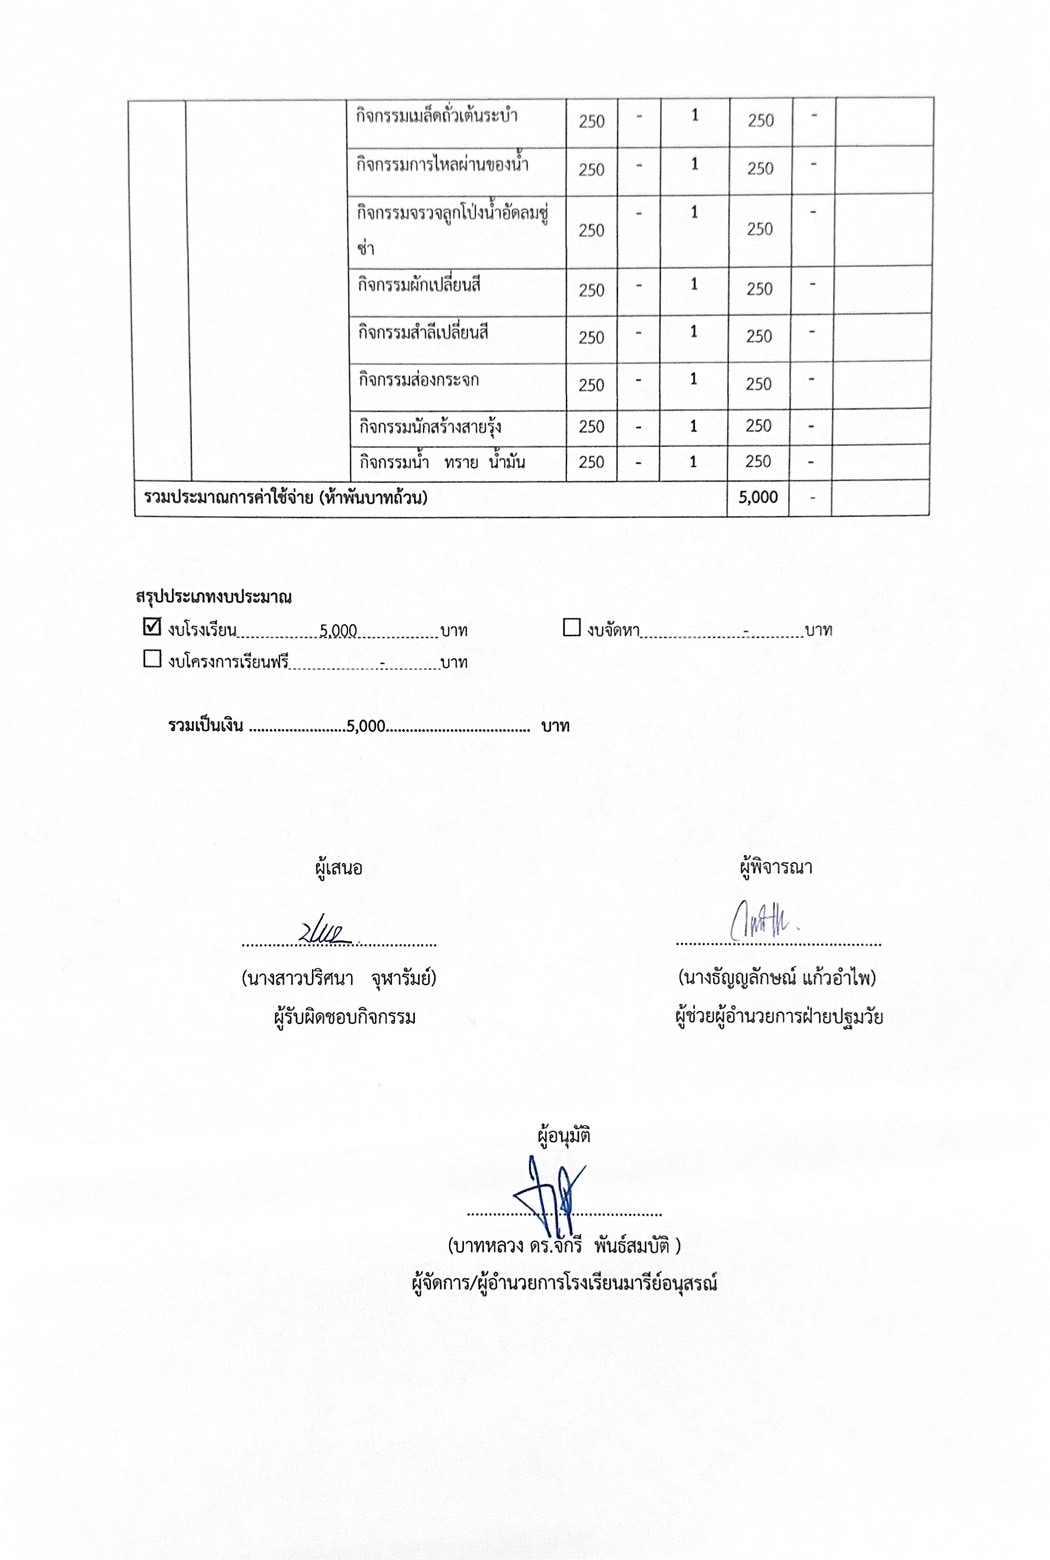 กิจกรรมเมล็ดถั่วเต้นระบำ 250 - 1 250 -
กิจกรรมการไหลผ่านของน้ำ 250 - 1 250 -
กิจกรรมจรวจลูกโป่งน้ำอัดลมซู่
ซ่า 250 - 1 250 -
กิจกรรมผักเปลี่ยนสี 250 - 1 250 -
กิจกรรมสำลีเปลี่ยนสี 250 - 1 250 -
กิจกรรมส่องกระจก 250 - 1 250 -
กิจกรรมนักสร้างสายรุ้ง 250 - 1 250 -
กิจกรรมน้ำ ทราย น้ำมัน 250 - 1 250 -
รวมประมาณการค่าใช้จ่าย (ห้าพันบาทถ้วน) 5,000 -
สรุปประเภทงบประมาณ
☑ งบโรงเรียน....................5,000....................บาท ☐ งบจัดหา..........................-..............บาท
☐ งบโครงการเรียนฟรี.......................-..............บาท
รวมเป็นเงิน ........................5,000.................................... บาท
ผู้เสนอ ผู้พิจารณา
(นางสาวปริศนา จุฬารัมย์) (นางธัญญลักษณ์ แก้วอำไพ)
ผู้รับผิดชอบกิจกรรม ผู้ช่วยผู้อำนวยการฝ่ายปฐมวัย
ผู้อนุมัติ
(บาทหลวง ดร.จักรี พันธ์สมบัติ )
ผู้จัดการ/ผู้อำนวยการโรงเรียนมารีย์อนุสรณ์